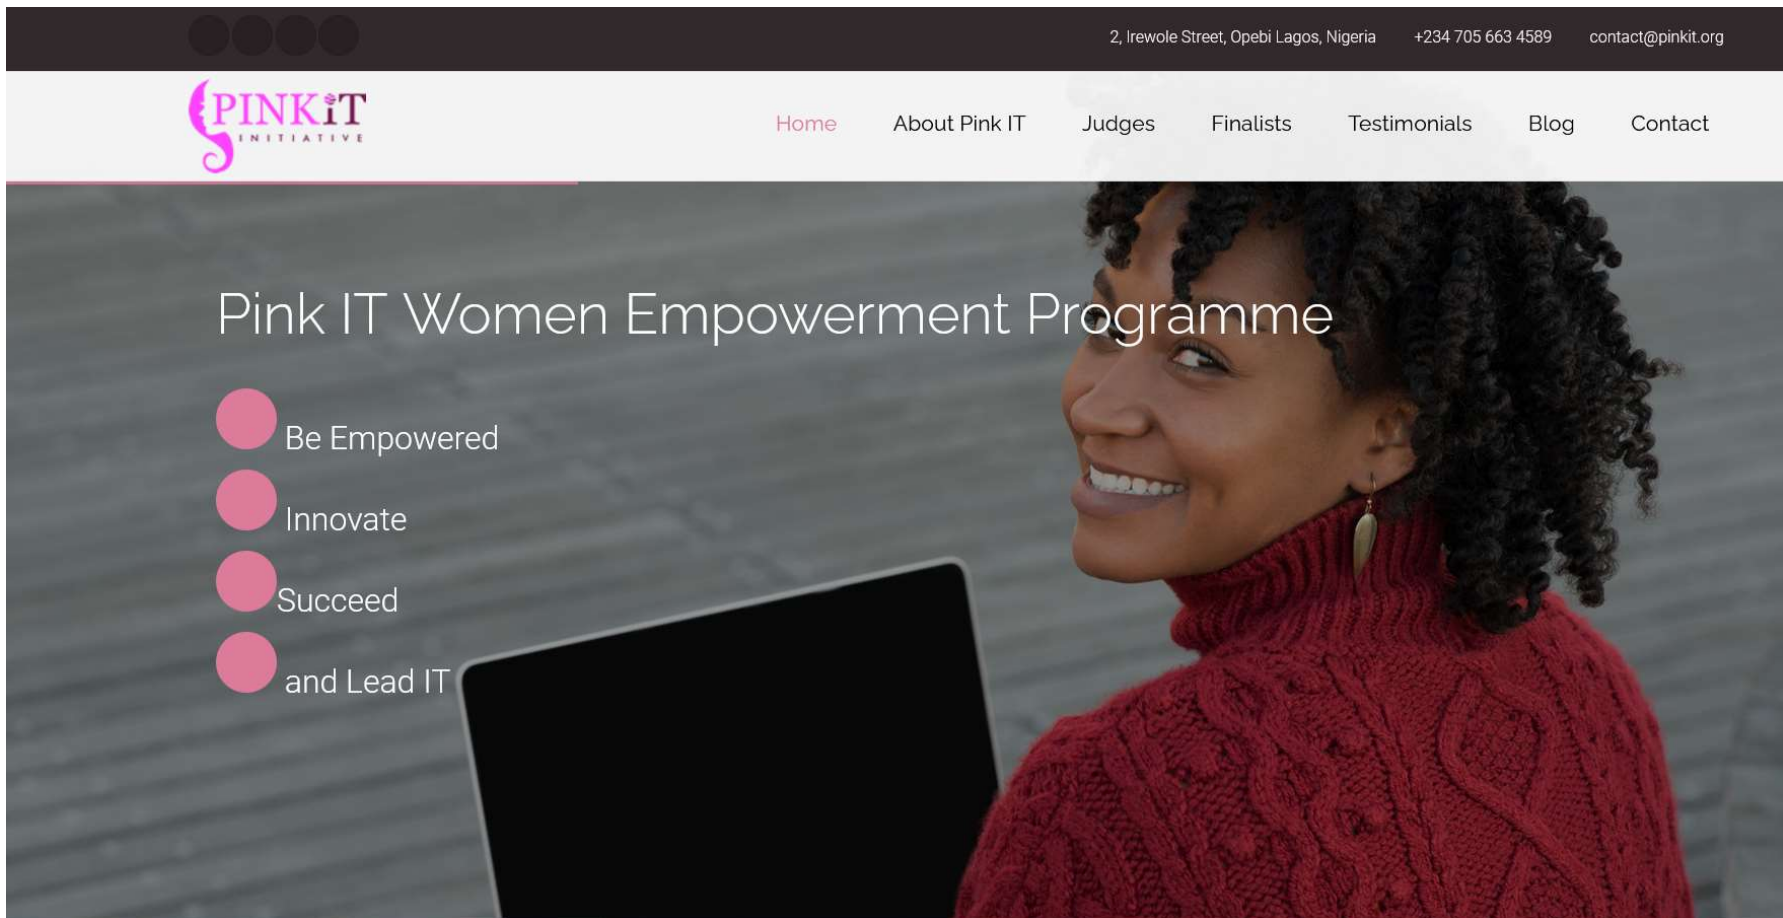 2, Irewole Street, Opebi Lagos, Nigeria +234 705 663 4589 contact@pinkit.org
PINKiT
INITIATIVE
Home About Pink IT Judges Finalists Testimonials Blog Contact
Pink IT Women Empowerment Programme
Be Empowered
Innovate
Succeed
and Lead IT